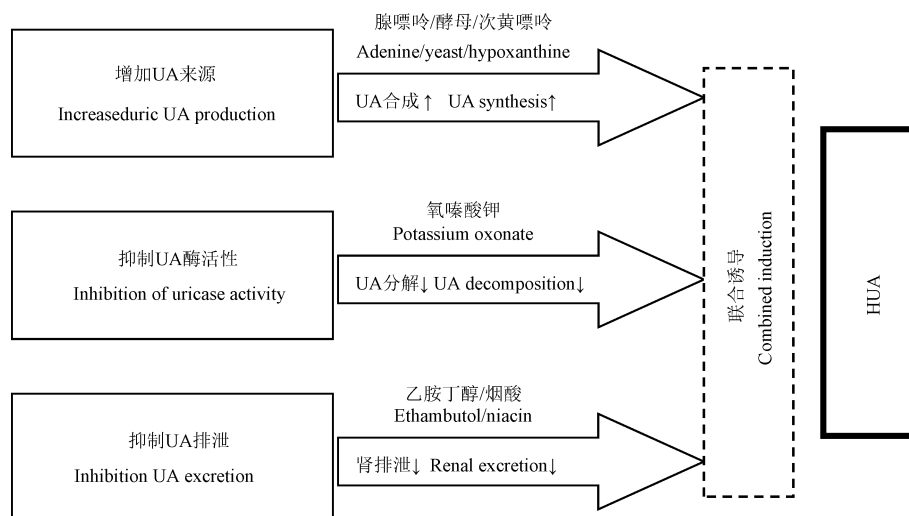 腺嘌呤/酵母/次黄嘌呤
Adenine/yeast/hypoxanthine
增加UA来源
Increaseduric UA production
UA合成↑ UA synthesis↑
氧嗪酸钾
Potassium oxonate
抑制UA酶活性
Inhibition of uricase activity
UA分解↓ UA decomposition↓
乙胺丁醇/烟酸
Ethambutol/niacin
抑制UA排泄
Inhibition UA excretion
肾排泄↓ Renal excretion↓
联合诱导
Combined induction
HUA